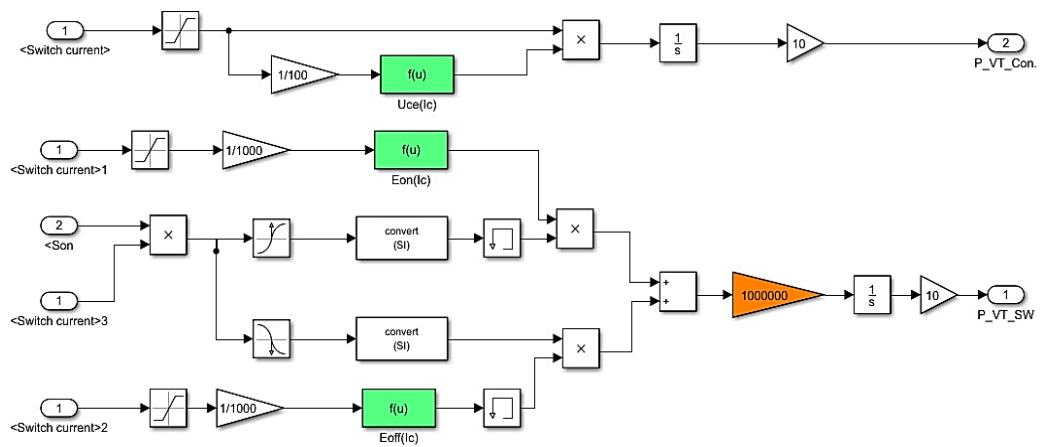 1
<Switch current>
1/100
f(u)
Uce(Ic)
×
1
s
10
2
P_VT_Con.
1
<Switch current>1
1/1000
f(u)
Eon(Ic)
2
<Son
×
convert
(SI)
×
1
<Switch current>3
+
+
1000000
1
s
10
1
P_VT_SW
convert
(SI)
×
1
<Switch current>2
1/1000
f(u)
Eoff(Ic)